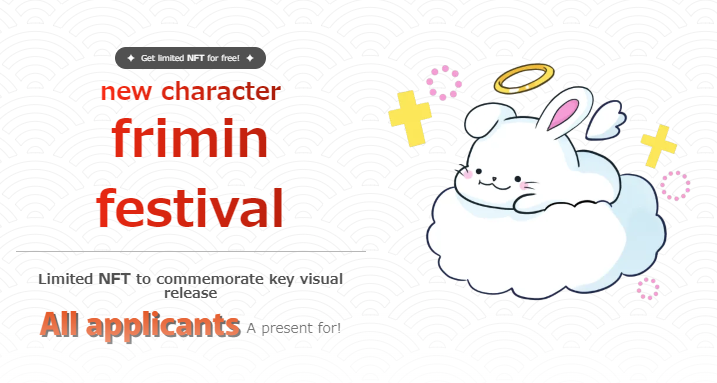 ✦ Get limited NFT for free! ✦
new character
frimin
festival
Limited NFT to commemorate key visual
release
All applicants A present for!